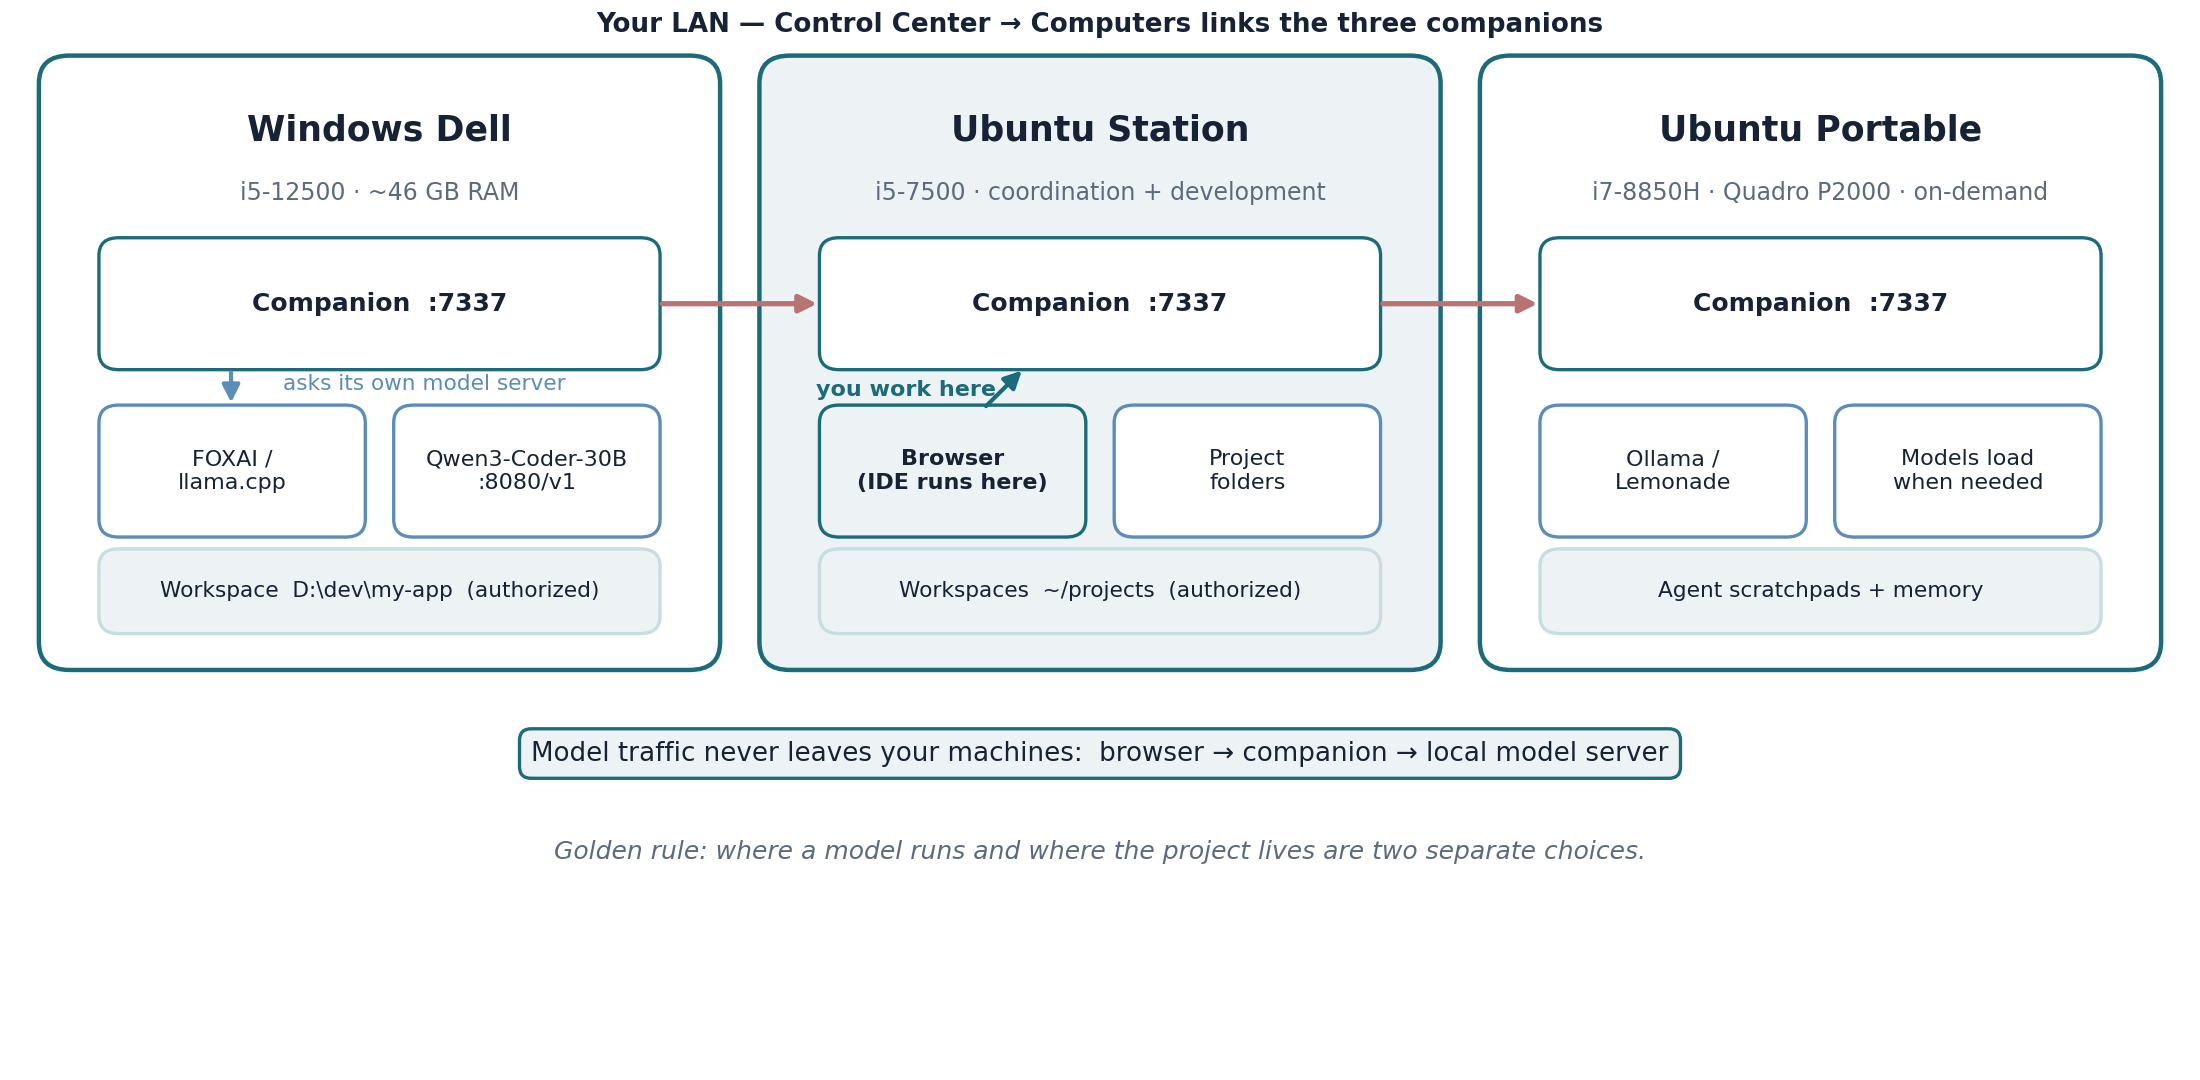 Your LAN — Control Center → Computers links the three companions
Windows Dell
i5-12500 · ~46 GB RAM
Companion  :7337
asks its own model server
FOXAI /
llama.cpp
Qwen3-Coder-30B
:8080/v1
Workspace  D:\dev\my-app  (authorized)
Ubuntu Station
i5-7500 · coordination + development
Companion  :7337
you work here
Browser
(IDE runs here)
Project
folders
Workspaces  ~/projects  (authorized)
Ubuntu Portable
i7-8850H · Quadro P2000 · on-demand
Companion  :7337
Ollama /
Lemonade
Models load
when needed
Agent scratchpads + memory
Model traffic never leaves your machines:  browser → companion → local model server
Golden rule: where a model runs and where the project lives are two separate choices.